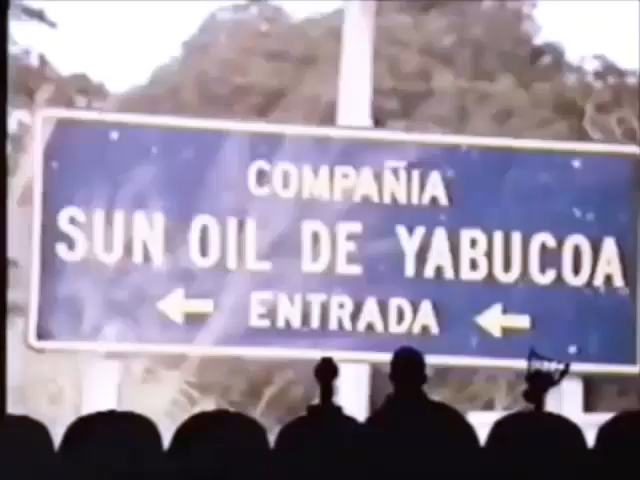 COMPAÑIA
SUN OIL DE YABUCOA
← ENTRADA ←